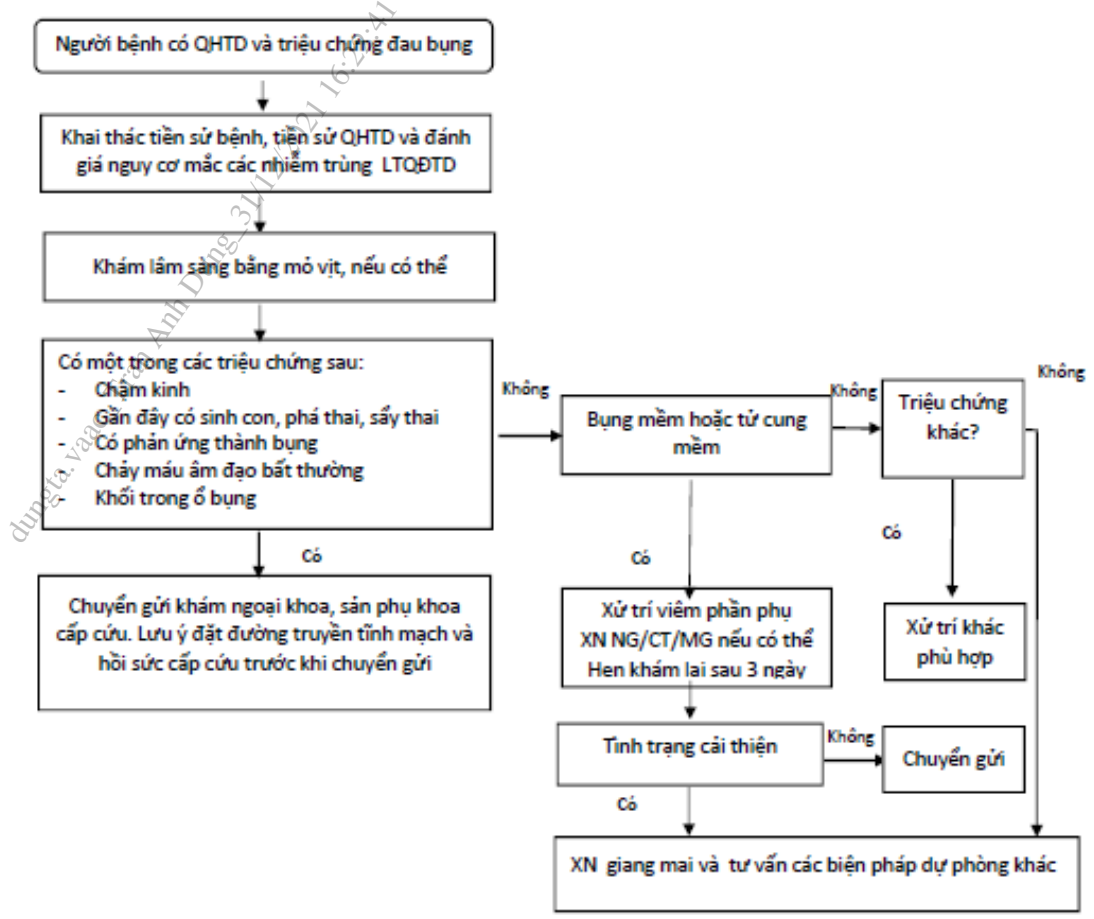 Người bệnh có QHTD và triệu chứng đau bụng
Khai thác tiền sử bệnh, tiền sử QHTD và đánh
giá nguy cơ mắc các nhiễm trùng LTQĐTD
Khám lâm sàng bằng mỏ vịt, nếu có thể
Có một trong các triệu chứng sau:
- Chậm kinh
- Gần đây có sinh con, phá thai, sẩy thai
- Có phản ứng thành bụng
- Chảy máu âm đạo bất thường
- Khối trong ổ bụng
Không
Bụng mềm hoặc tử cung
mềm
Không
Triệu chứng
khác?
Không
Có
Chuyển gửi khám ngoại khoa, sản phụ khoa
cấp cứu. Lưu ý đặt đường truyền tĩnh mạch và
hồi sức cấp cứu trước khi chuyển gửi
Có
Xử trí viêm phần phụ
XN NG/CT/MG nếu có thể
Hẹn khám lại sau 3 ngày
Có
Xử trí khác
phù hợp
Tình trạng cải thiện
Không
Chuyển gửi
Có
XN giang mai và tư vấn các biện pháp dự phòng khác